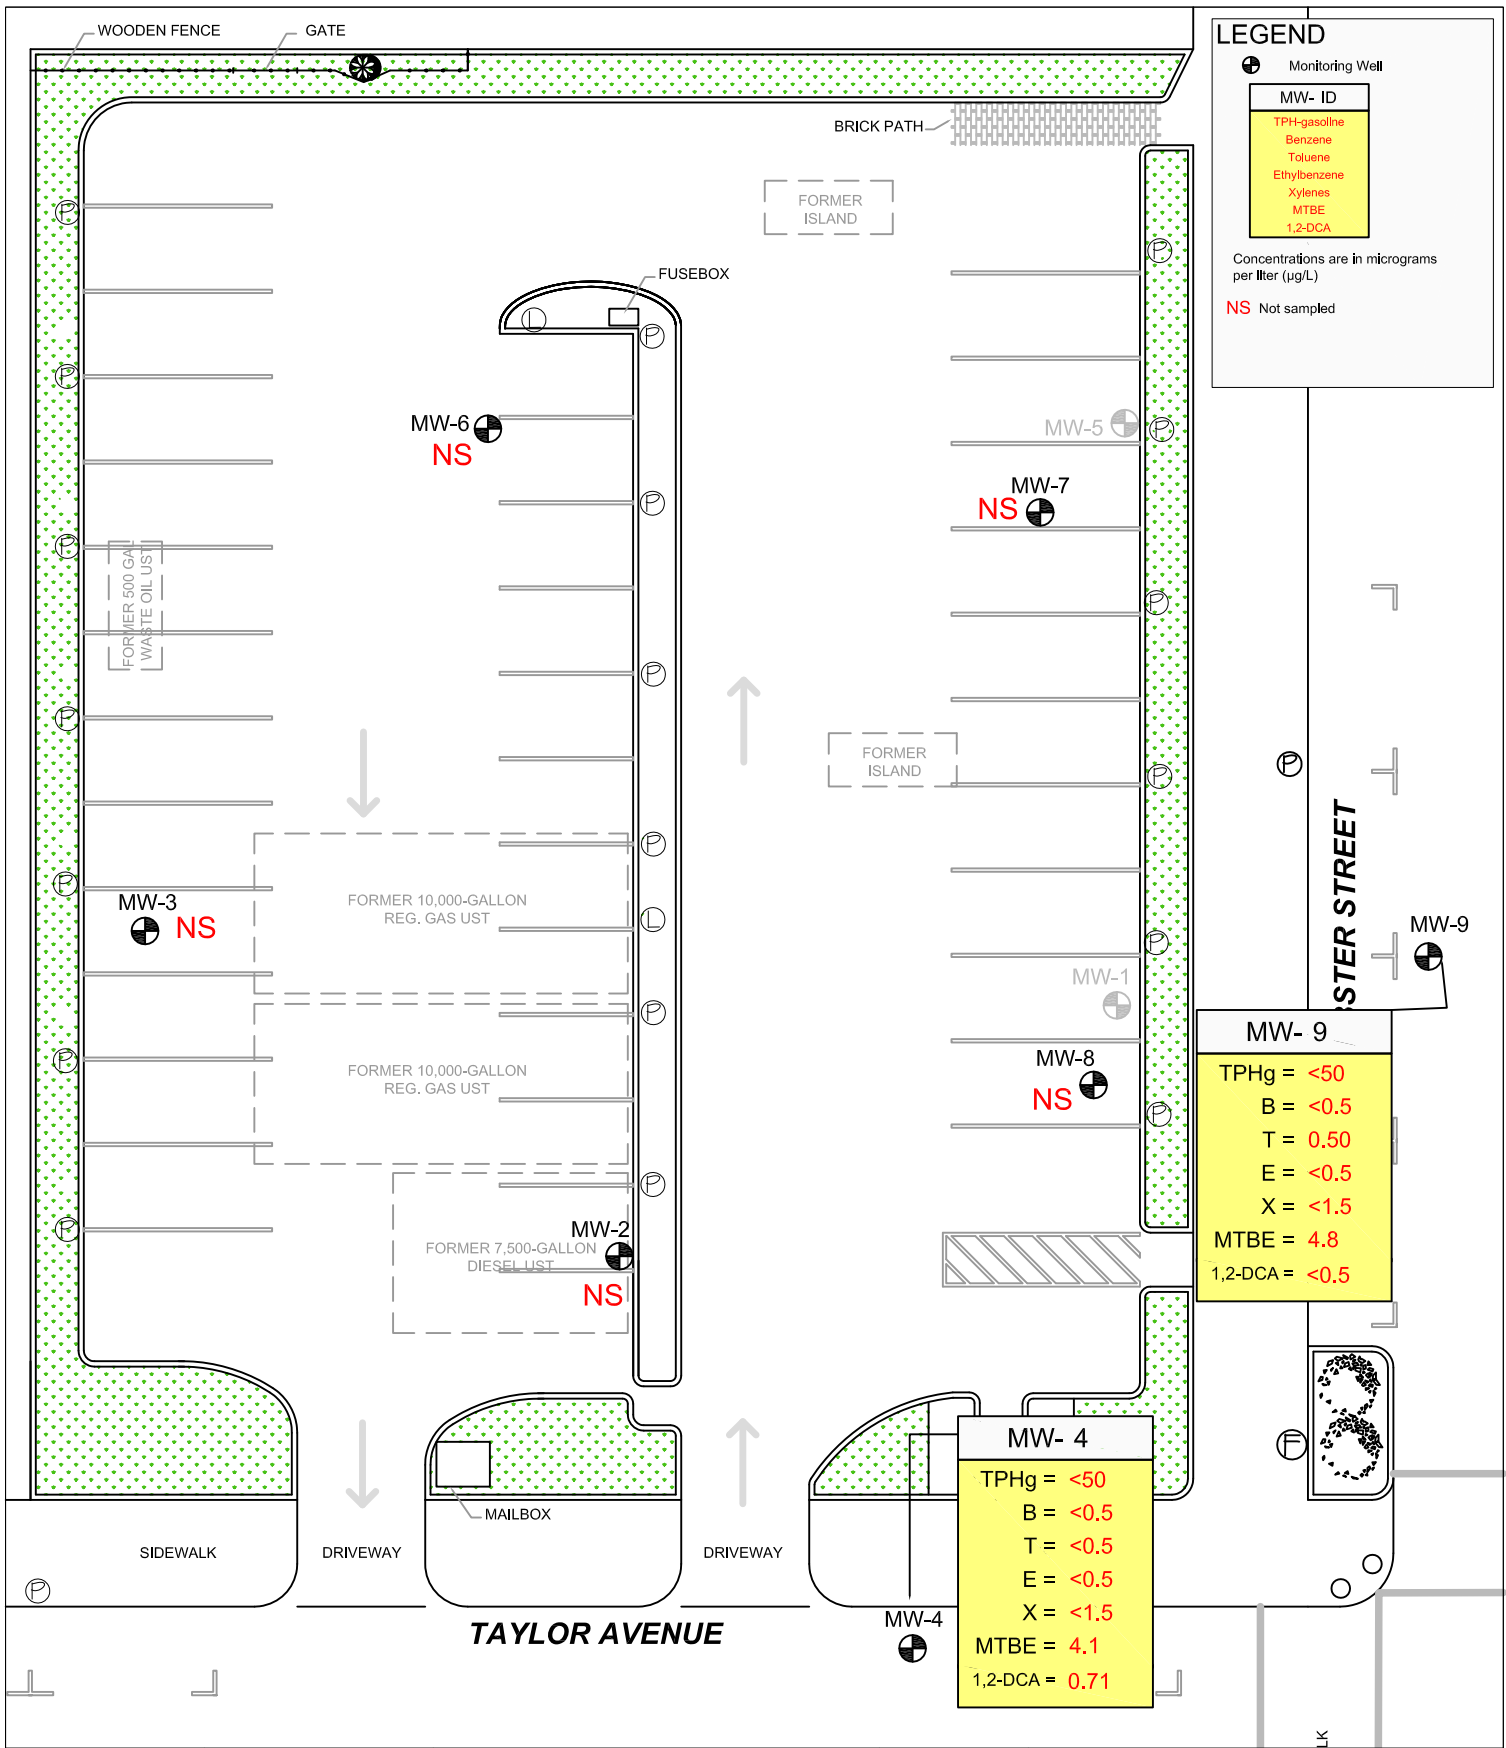 WOODEN FENCE
GATE
LEGEND
Monitoring Well
MW- ID
TPH-gasoline
Benzene
Toluene
Ethylbenzene
Xylenes
MTBE
1,2-DCA
Concentrations are in micrograms
per liter (µg/L)
NS Not sampled
BRICK PATH
FORMER
ISLAND
FUSEBOX
L
P
P
P
P
P
P
P
P
MW-6
NS
MW-5
MW-7
NS
P
P
P
P
FORMER 500 GAL
WASTE OIL UST
P
P
P
P
FORMER
ISLAND
P
P
P
P
STER STREET
FORMER 10,000-GALLON
REG. GAS UST
L
MW-3
NS
MW-9
P
P
MW-1
P
MW- 9
TPHg = <50
B = <0.5
T = 0.50
E = <0.5
X = <1.5
MTBE = 4.8
1,2-DCA = <0.5
FORMER 10,000-GALLON
REG. GAS UST
MW-8
NS
P
P
P
MW-2
FORMER 7,500-GALLON
DIESEL UST
NS
F
MW- 4
TPHg = <50
B = <0.5
T = <0.5
E = <0.5
X = <1.5
MTBE = 4.1
1,2-DCA = 0.71
MAILBOX
SIDEWALK
DRIVEWAY
DRIVEWAY
P
TAYLOR AVENUE
MW-4
LK